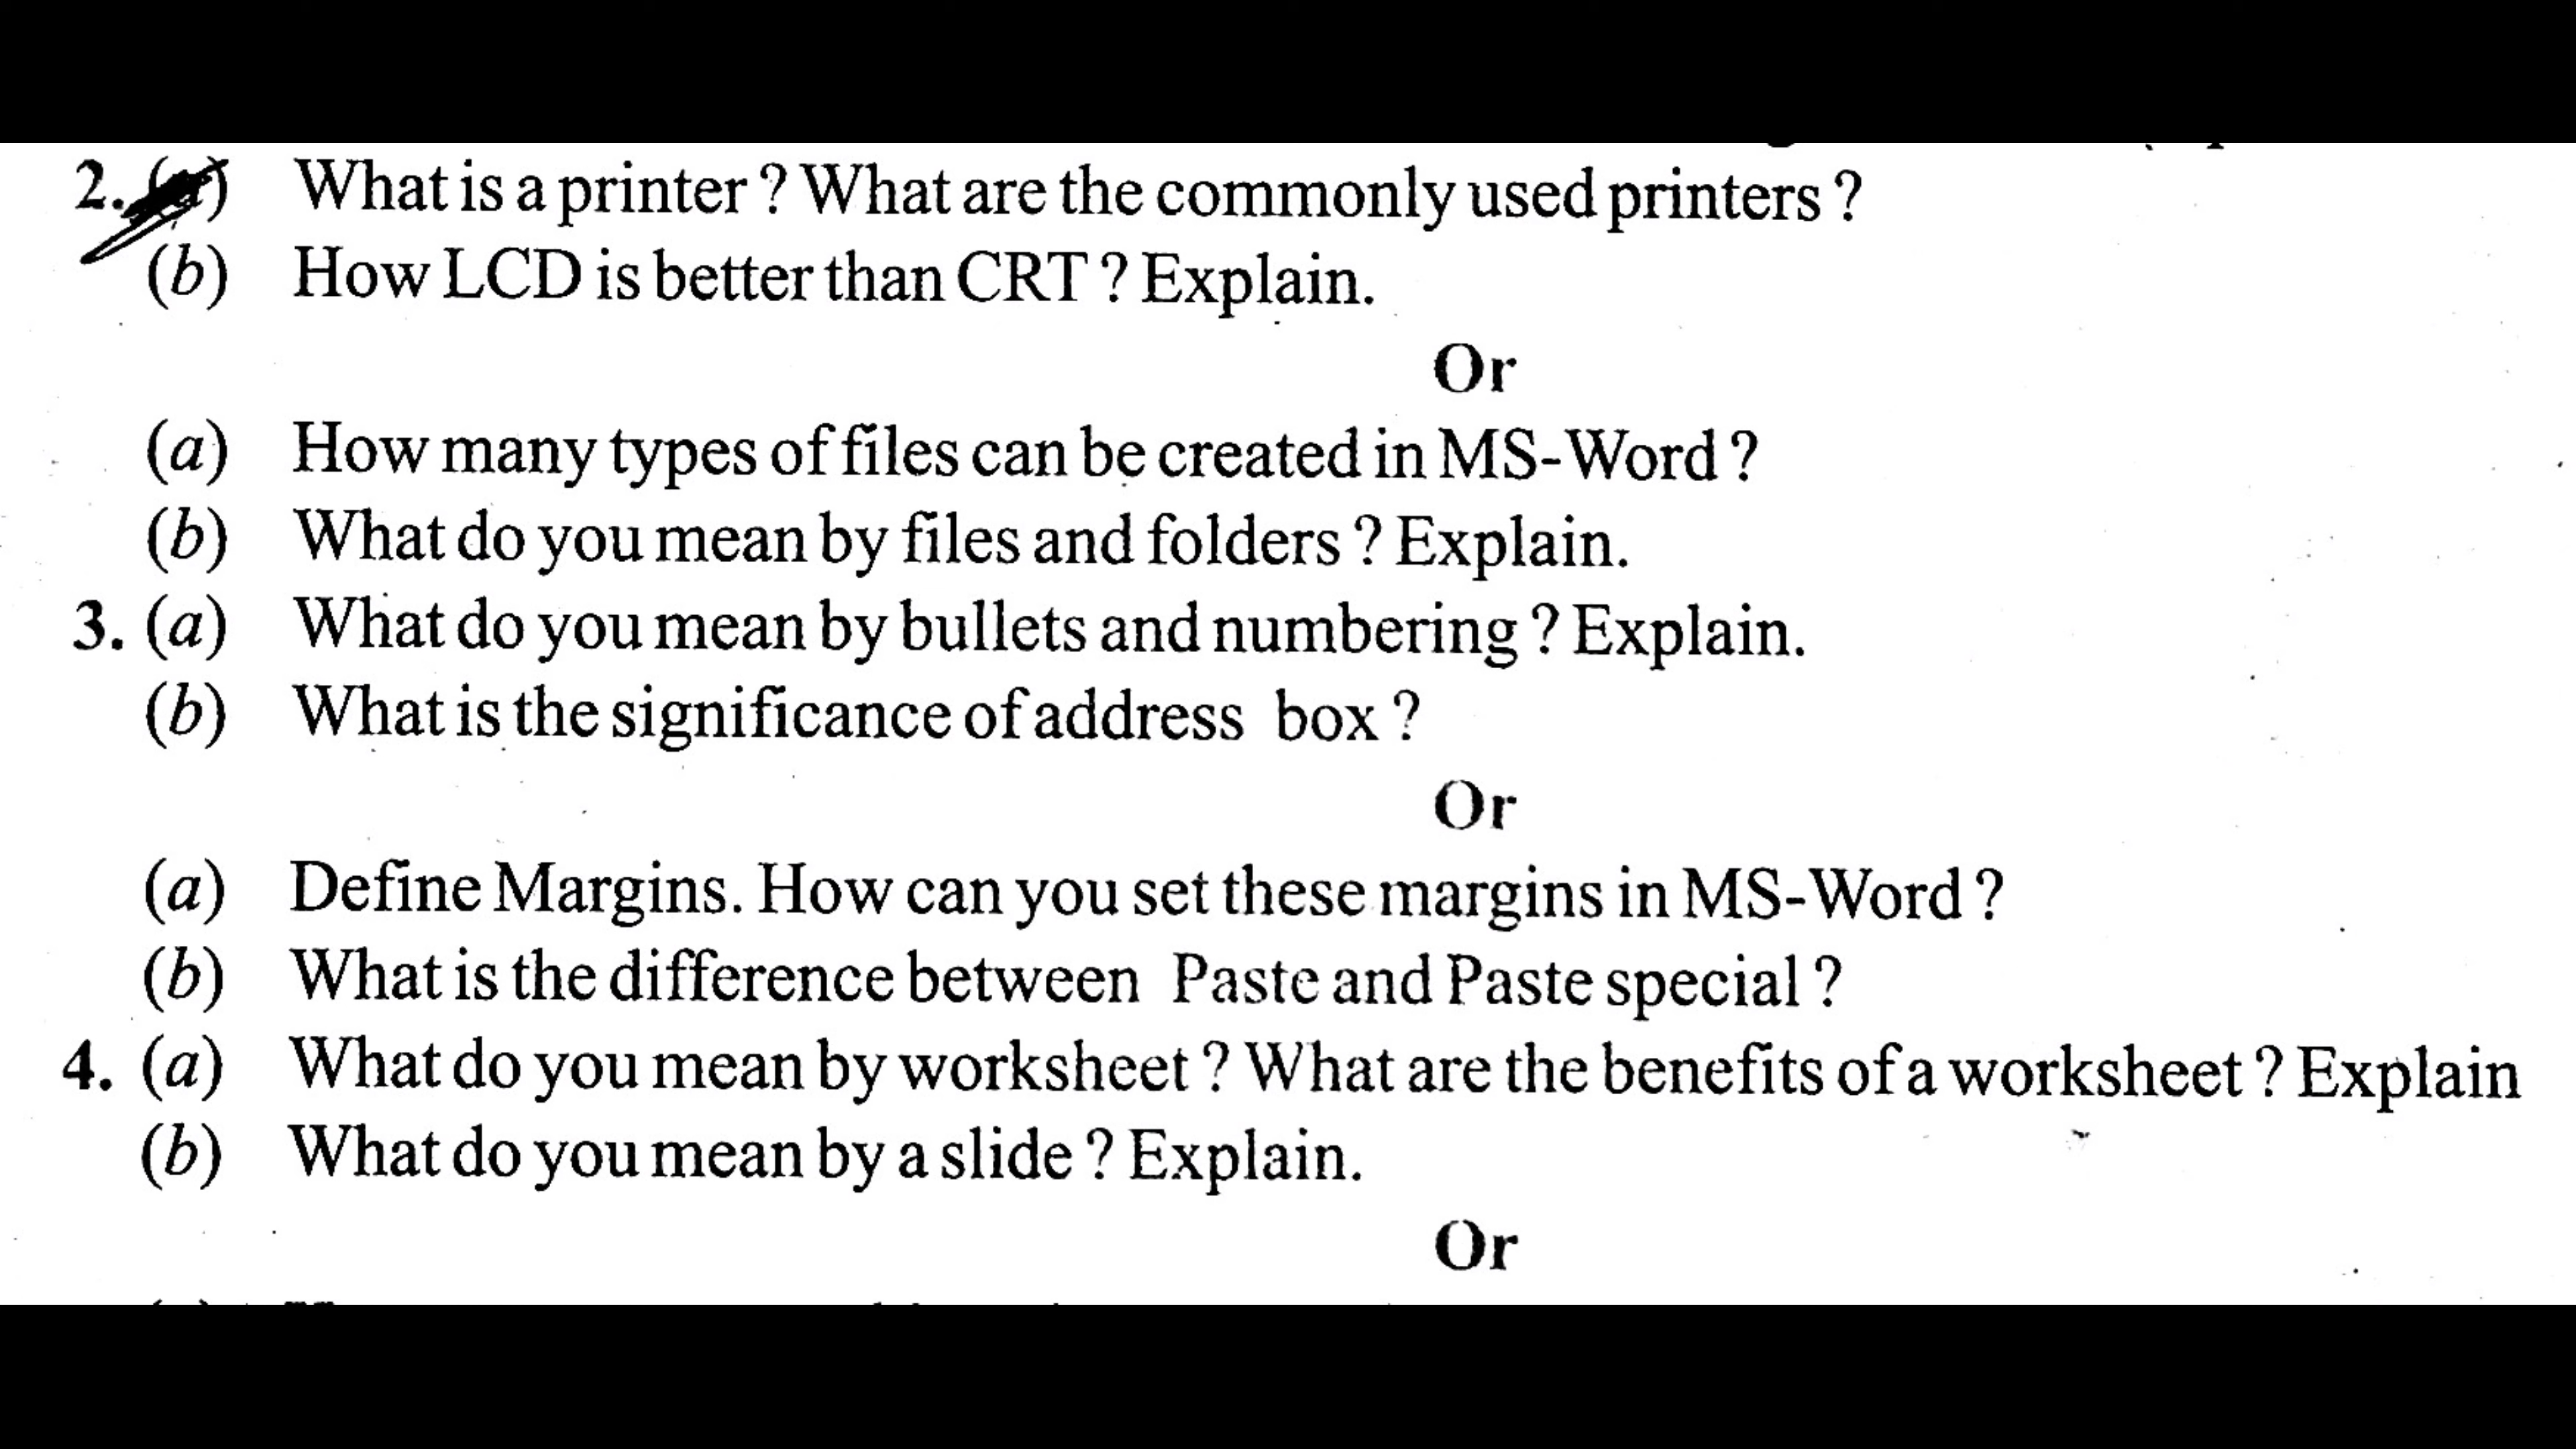 2. (a) What is a printer ? What are the commonly used printers ?
(b) How LCD is better than CRT ? Explain.
Or
(a) How many types of files can be created in MS-Word ?
(b) What do you mean by files and folders ? Explain.
3. (a) What do you mean by bullets and numbering ? Explain.
(b) What is the significance of address box ?
Or
(a) Define Margins. How can you set these margins in MS-Word ?
(b) What is the difference between Paste and Paste special ?
4. (a) What do you mean by worksheet ? What are the benefits of a worksheet ? Explain
(b) What do you mean by a slide ? Explain.
Or